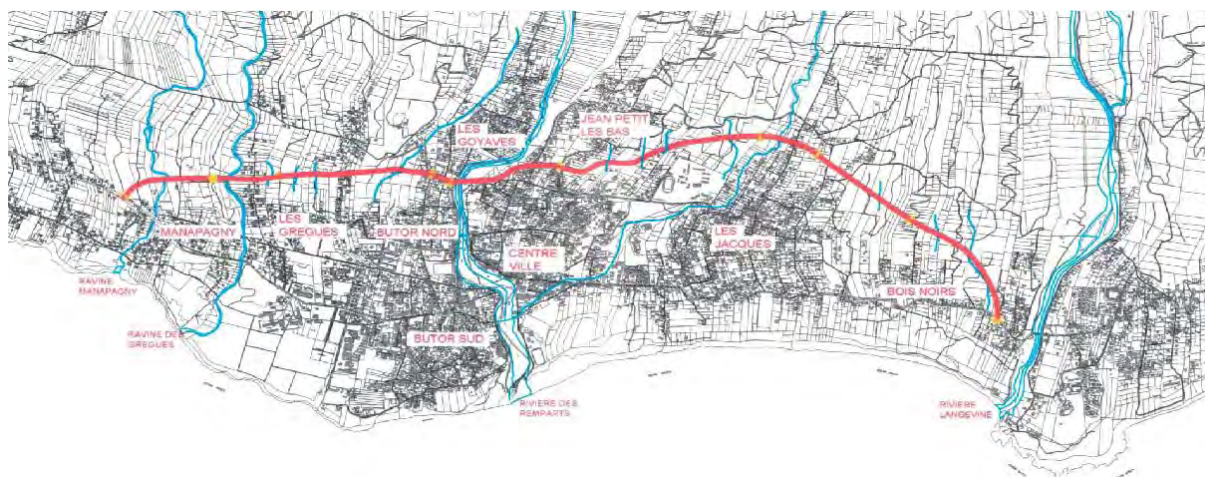 LES
GOYAVES
JEAN PETIT
LES BAS
MANAPAGNY
LES
GREGUES
BUTOR NORD
CENTRE
VILLE
LES
JACQUES
BOIS NOIRS
RAVINE
MANAPAGNY
RAVINE DES
GREGUES
BUTOR SUD
RIVIERE DES
REMPARTS
RIVIERE
LANGEVINE